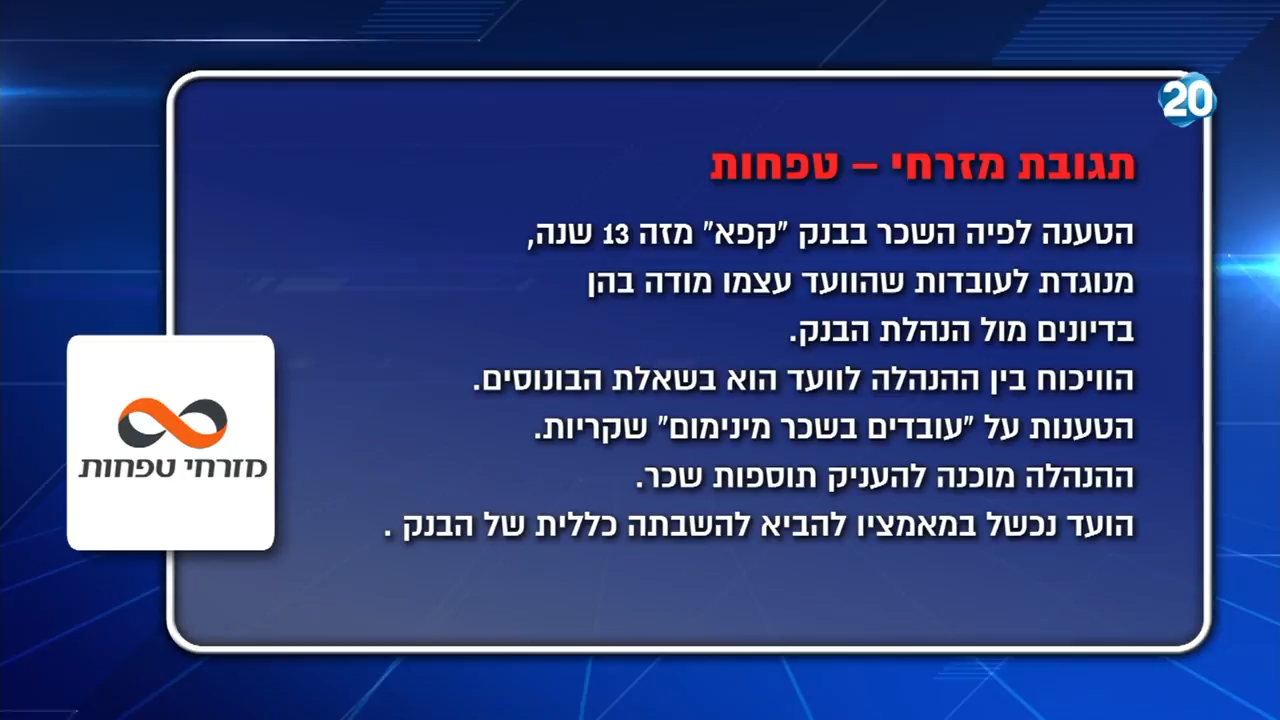 20
תגובת מזרחי – טפחות
הטענה לפיה השכר בבנק "קפא" מזה 13 שנה,
מנוגדת לעובדות שהוועד עצמו מודה בהן
בדיונים מול הנהלת הבנק.
הוויכוח בין ההנהלה לוועד הוא בשאלת הבונוסים.
הטענות על "עובדים בשכר מינימום" שקריות.
ההנהלה מוכנה להעניק תוספות שכר.
הועד נכשל במאמציו להביא להשבתה כללית של הבנק .
מזרחי טפחות